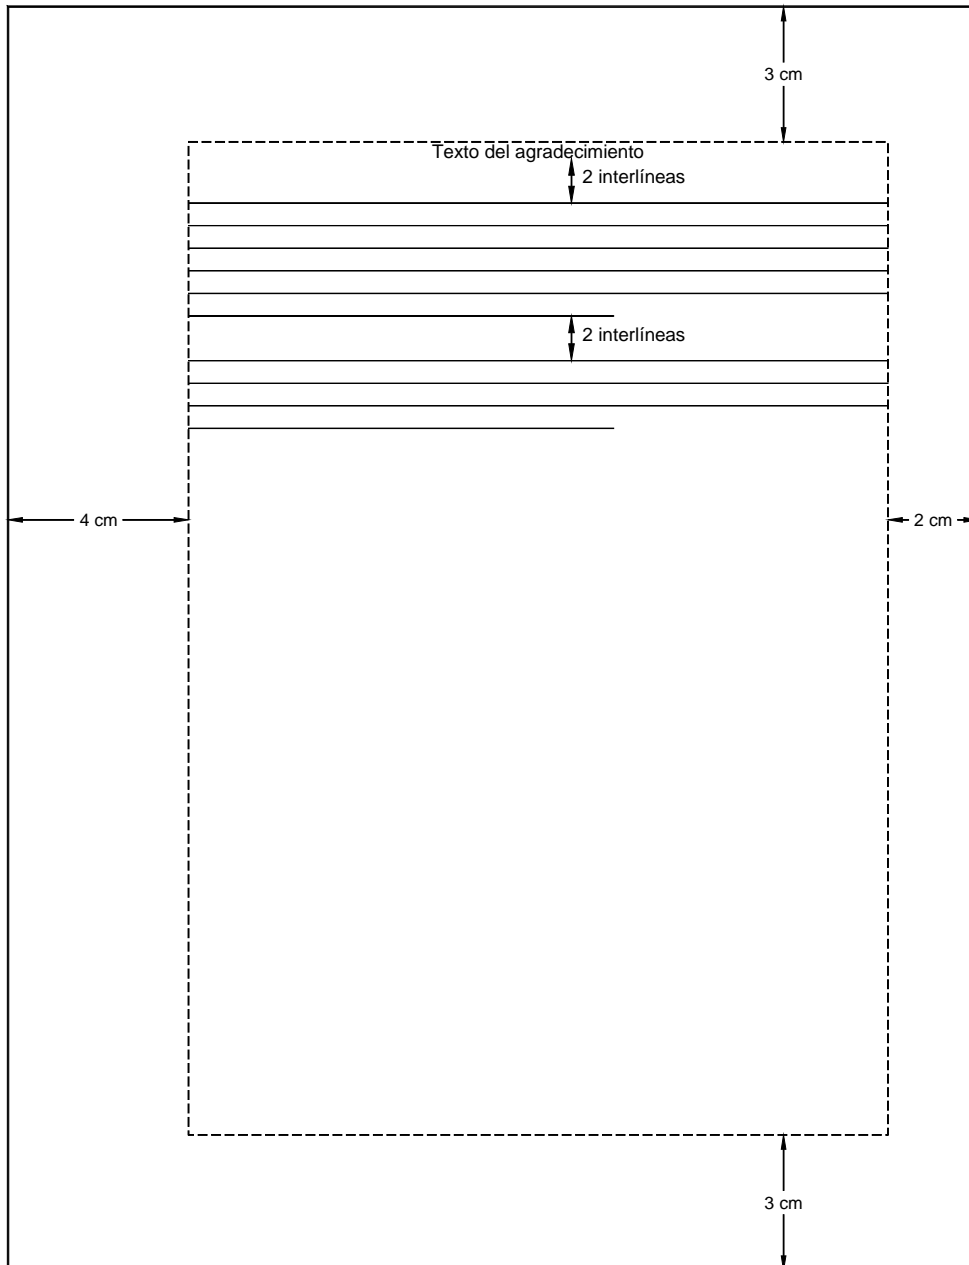 3 cm
Texto del agradecimiento
2 interlíneas
2 interlíneas
4 cm
2 cm
3 cm